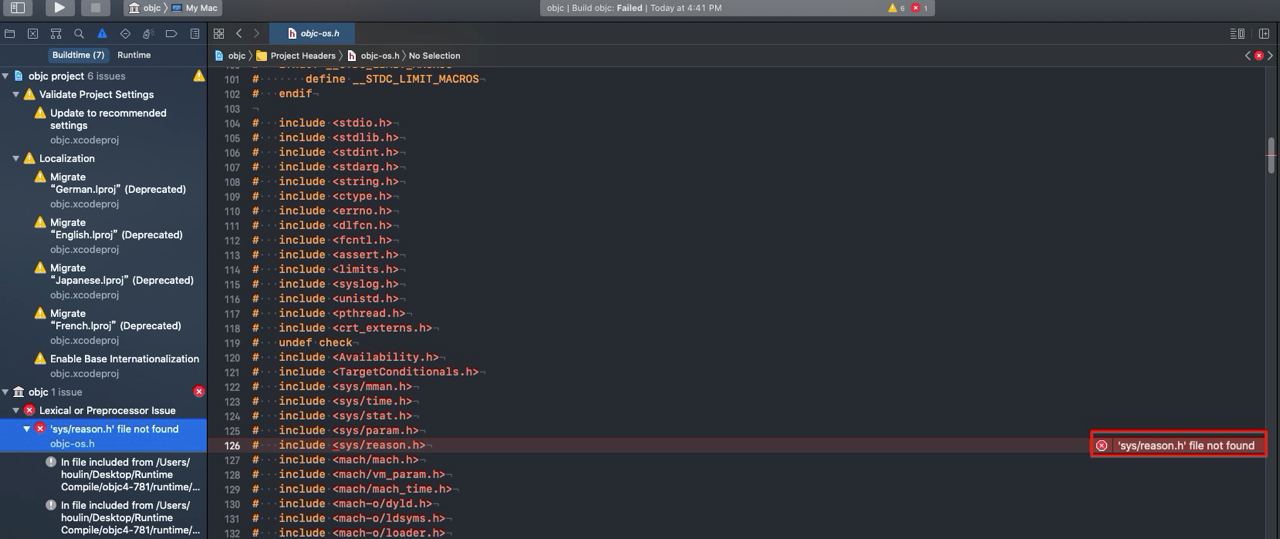 objc 〉 My Mac
objc | Build objc: Failed | Today at 4:41 PM
6
1
objc-os.h
Buildtime (7) Runtime
objc 〉 Project Headers 〉 objc-os.h 〉 No Selection
objc project 6 issues
Validate Project Settings
Update to recommended
settings
objc.xcodeproj
Localization
Migrate
“German.lproj” (Deprecated)
objc.xcodeproj
Migrate
“English.lproj” (Deprecated)
objc.xcodeproj
Migrate
“Japanese.lproj” (Deprecated)
objc.xcodeproj
Migrate
“French.lproj” (Deprecated)
objc.xcodeproj
Enable Base Internationalization
objc.xcodeproj
objc 1 issue
Lexical or Preprocessor Issue
'sys/reason.h' file not found
objc-os.h
In file included from /Users/
houlin/Desktop/Runtime
Compile/objc4-781/runtime/...
In file included from /Users/
houlin/Desktop/Runtime
Compile/objc4-781/runtime/...
101 # define __STDC_LIMIT_MACROS
102 # endif
103
104 # include <stdio.h>
105 # include <stdlib.h>
106 # include <stdint.h>
107 # include <stdarg.h>
108 # include <string.h>
109 # include <ctype.h>
110 # include <errno.h>
111 # include <dlfcn.h>
112 # include <fcntl.h>
113 # include <assert.h>
114 # include <limits.h>
115 # include <syslog.h>
116 # include <unistd.h>
117 # include <pthread.h>
118 # include <crt_externs.h>
119 # undef check
120 # include <Availability.h>
121 # include <TargetConditionals.h>
122 # include <sys/mman.h>
123 # include <sys/time.h>
124 # include <sys/stat.h>
125 # include <sys/param.h>
126 # include <sys/reason.h>
'sys/reason.h' file not found
127 # include <mach/mach.h>
128 # include <mach/vm_param.h>
129 # include <mach/mach_time.h>
130 # include <mach-o/dyld.h>
131 # include <mach-o/ldsyms.h>
132 # include <mach-o/loader.h>